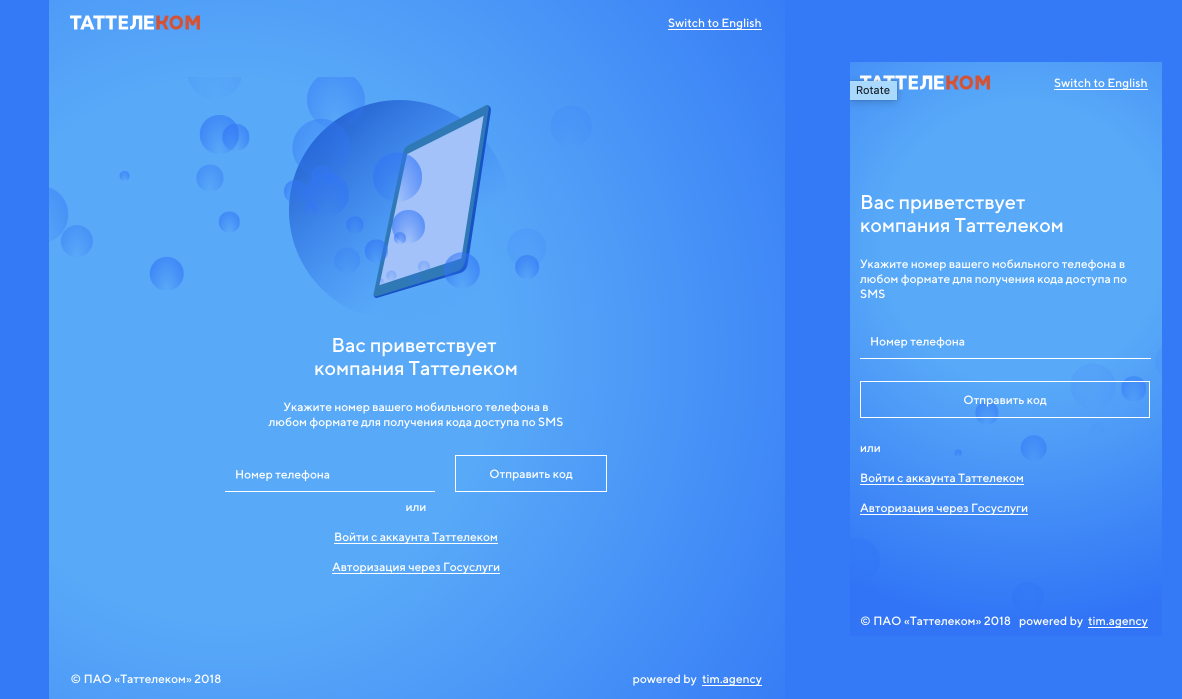 ТАТТЕЛЕКОМ
Switch to English
Вас приветствует
компания Таттелеком
Укажите номер вашего мобильного телефона в
любом формате для получения кода доступа по SMS
Номер телефона
Отправить код
или
Войти с аккаунта Таттелеком
Авторизация через Госуслуги
© ПАО «Таттелеком» 2018
powered by tim.agency
ТАТТЕЛЕКОМ
Switch to English
Rotate
Вас приветствует
компания Таттелеком
Укажите номер вашего мобильного телефона в
любом формате для получения кода доступа по
SMS
Номер телефона
Отправить код
или
Войти с аккаунта Таттелеком
Авторизация через Госуслуги
© ПАО «Таттелеком» 2018 powered by tim.agency